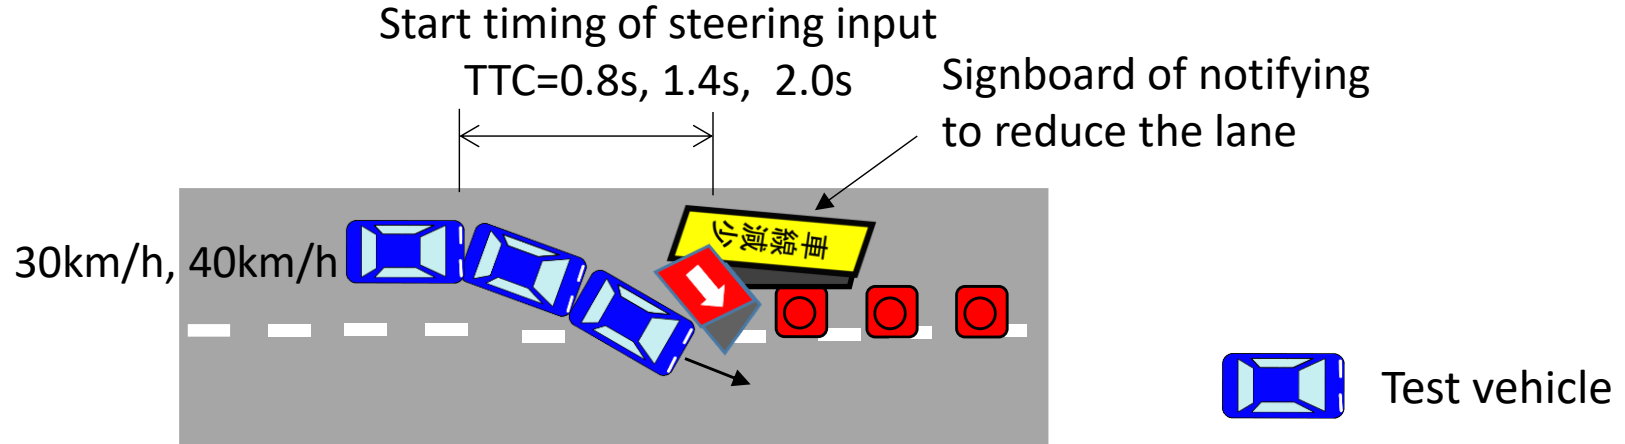 Start timing of steering input
TTC=0.8s, 1.4s, 2.0s
Signboard of notifying
to reduce the lane
車線減少
30km/h, 40km/h
Test vehicle